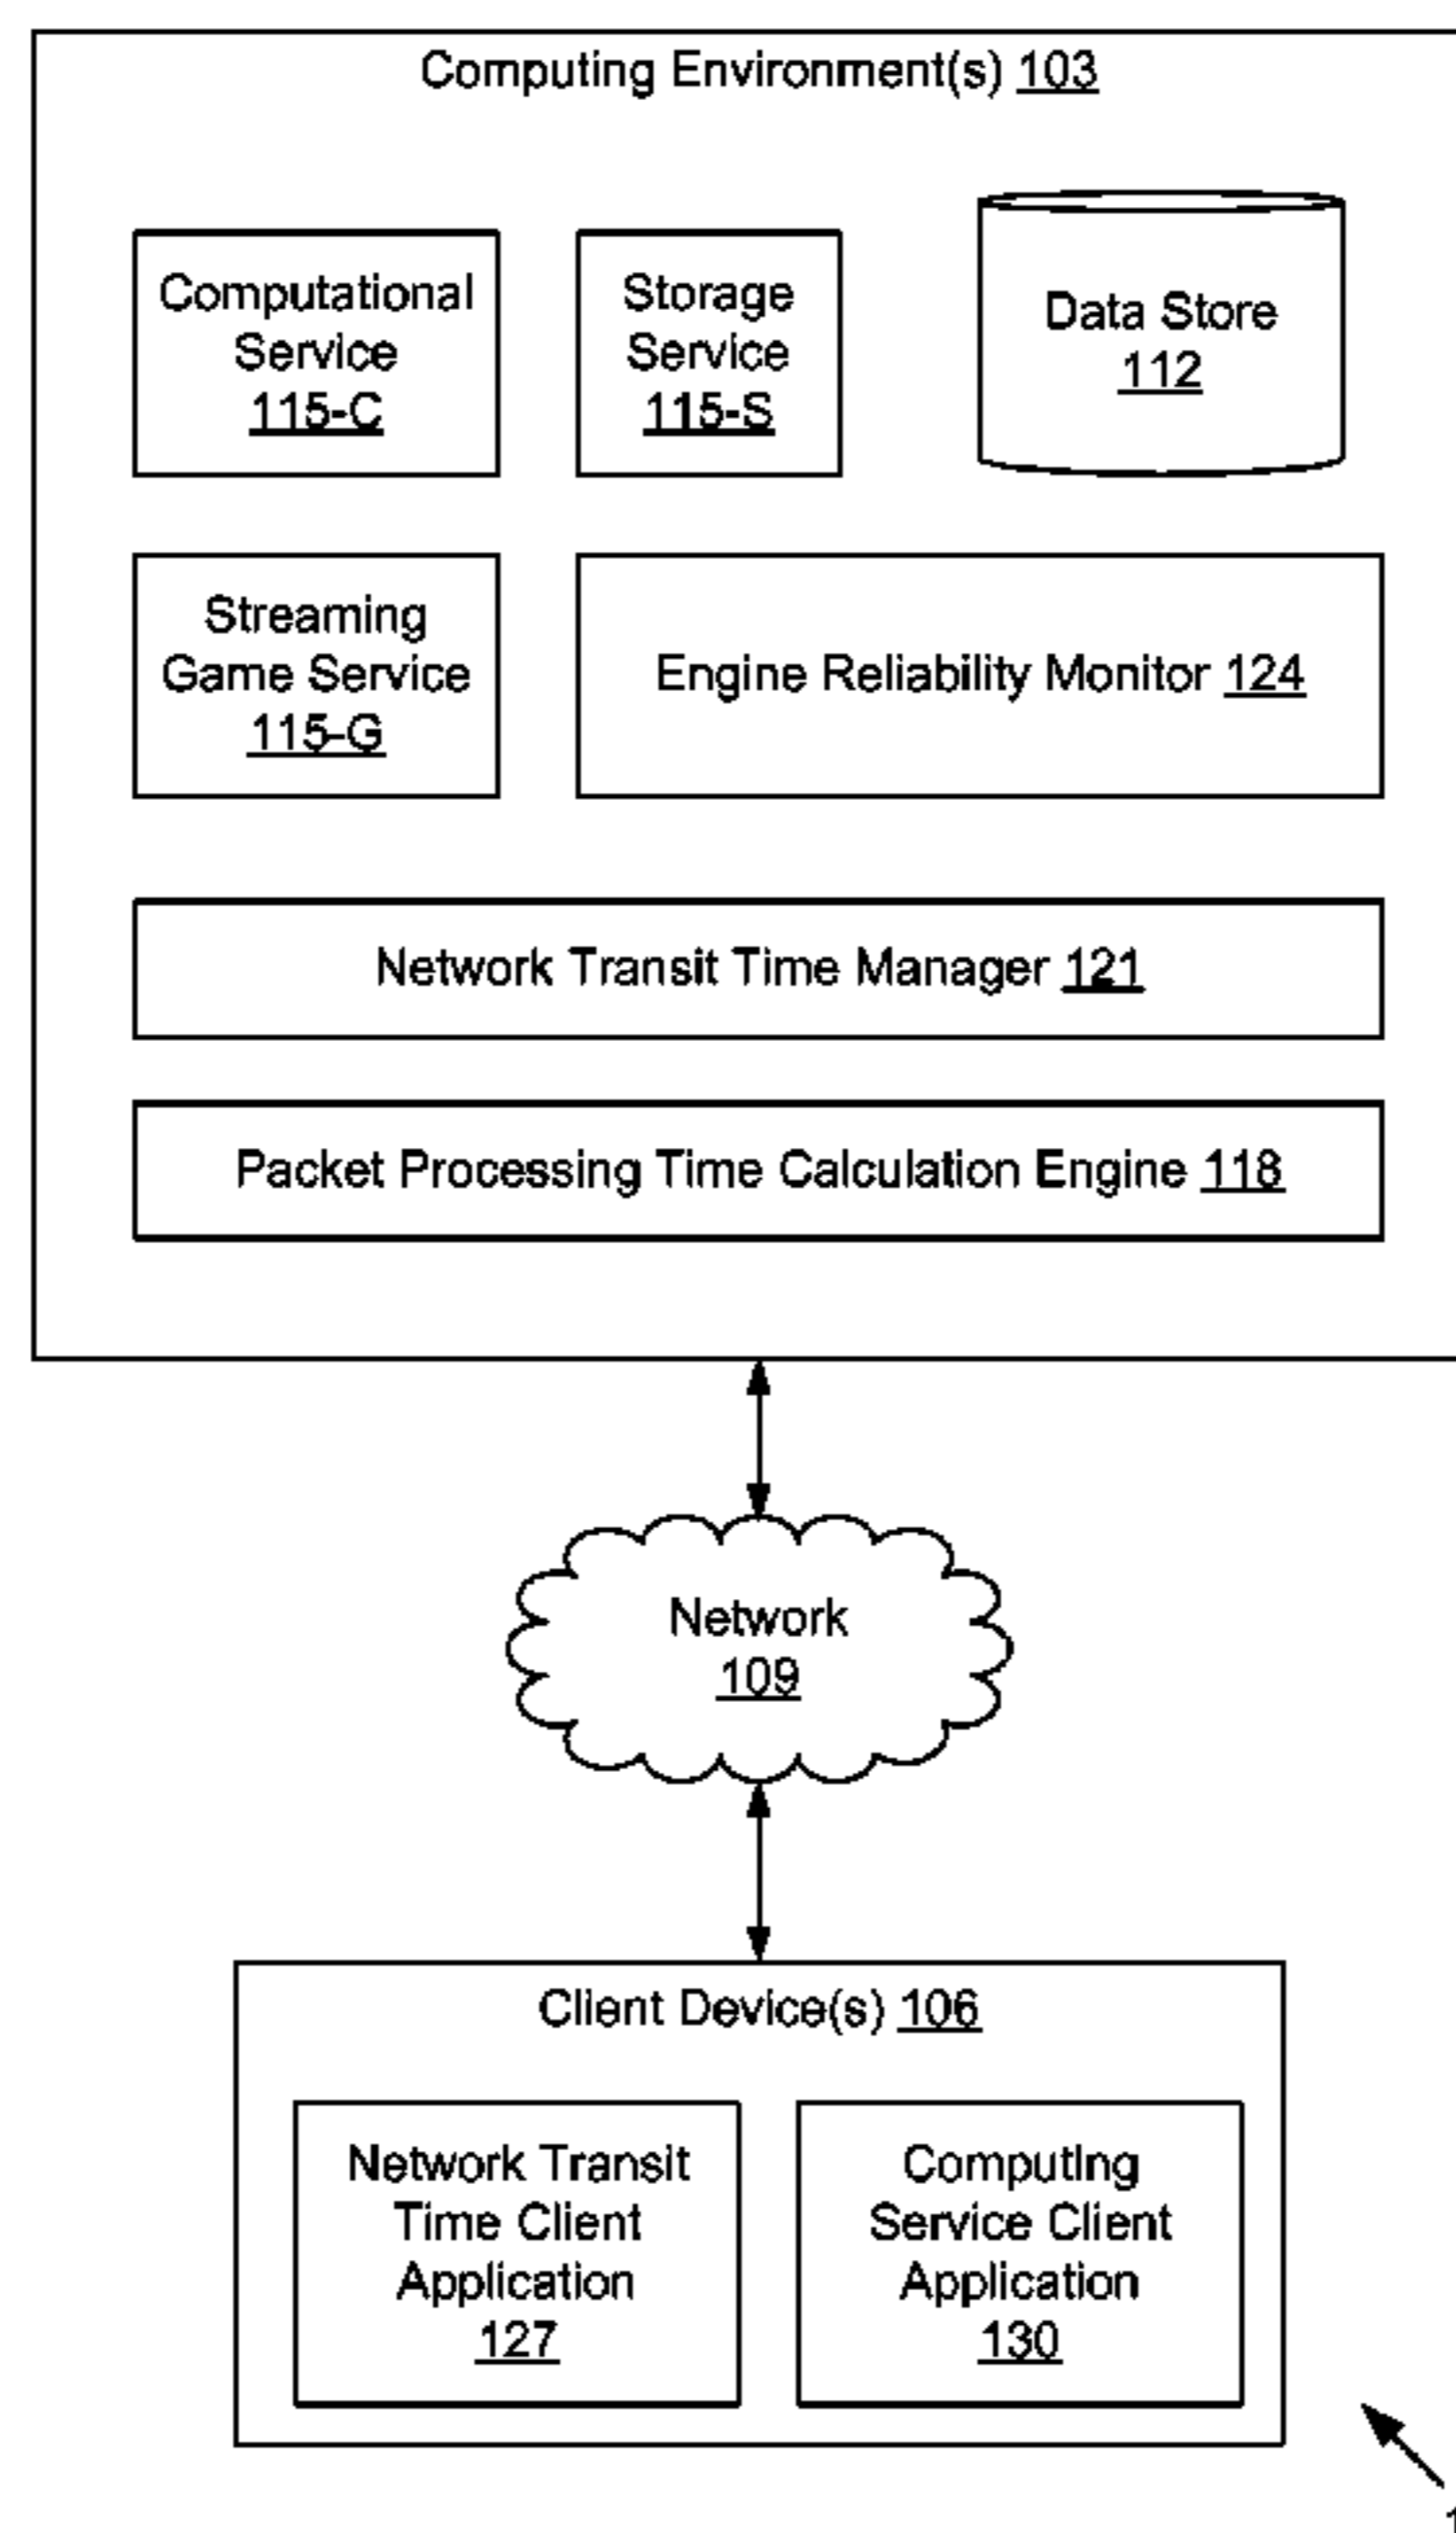 Computing Environment(s) 103
Computational
Service
115-C
Storage
Service
115-S
Data Store
112
Streaming
Game Service
115-G
Engine Reliability Monitor 124
Network Transit Time Manager 121
Packet Processing Time Calculation Engine 118
Network
109
Client Device(s) 106
Network Transit
Time Client
Application
127
Computing
Service Client
Application
130